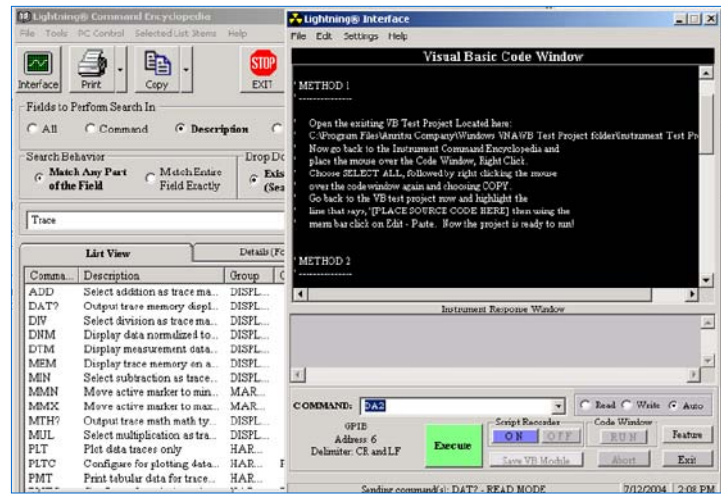 Lightning® Command Encyclopedia
File Tools PC Control Selected List Items Help
Interface Print Copy EXIT
STOP
Fields to Perform Search In
All Command Description
Search Behavior
Drop Do
Match Any Part of the Field
Match Entire Field Exactly
Exis
(Sea
Trace
List View Details (Fo
Comma... Description Group
ADD Select addition as trace ma... DISPL...
DAT? Output trace memory displ... DISPL...
DIV Select division as trace ma... DISPL...
DNM Display data normalized to... DISPL...
DTM Display measurement data... DISPL...
MEM Display trace memory on a... DISPL...
MIN Select subtraction as trace... DISPL...
MMN Move active marker to min... MAR...
MMX Move active marker to max... MAR...
MTH? Output trace math math ty... DISPL...
MUL Select multiplication as tra... DISPL...
PLT Plot data traces only HAR...
PLTC Configure for plotting data... HAR...
PMT Print tabular data for trace... HAR...
Lightning® Interface
File Edit Settings Help
Visual Basic Code Window
' METHOD 1
' ---------------
' Open the existing VB Test Project Located here:
' C:\Program Files\Anritsu Company\Windows VNA\VB Test Project folder\Instrument Test Pro
' Now go back to the Instrument Command Encyclopedia and
' place the mouse over the Code Window, Right Click.
' Choose SELECT ALL, followed by right clicking the mouse
' over the code window again and choosing COPY.
' Go back to the VB test project now and highlight the
' line that says, '[PLACE SOURCE CODE HERE] then using the
' menu bar click on Edit - Paste. Now the project is ready to run!
' METHOD 2
' ---------------
Instrument Response Window
COMMAND: DA2 Read Write Auto
GPIB
Address: 6
Delimiter: CR and LF
Execute
Script Recorder
ON OFF
Save VB Module
Code Window
RUN
Abort
Feature
Exit
Sending command(s): DAT? - READ MODE 7/12/2004 2:08 PM